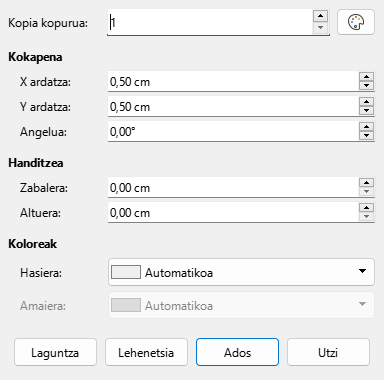 Kopia kopurua: 1
Kokapena
X ardatza: 0,50 cm
Y ardatza: 0,50 cm
Angelua: 0,00°
Handitzea
Zabalera: 0,00 cm
Altuera: 0,00 cm
Koloreak
Hasiera: Automatikoa
Amaiera: Automatikoa
Laguntza Lehenetsia Ados Utzi